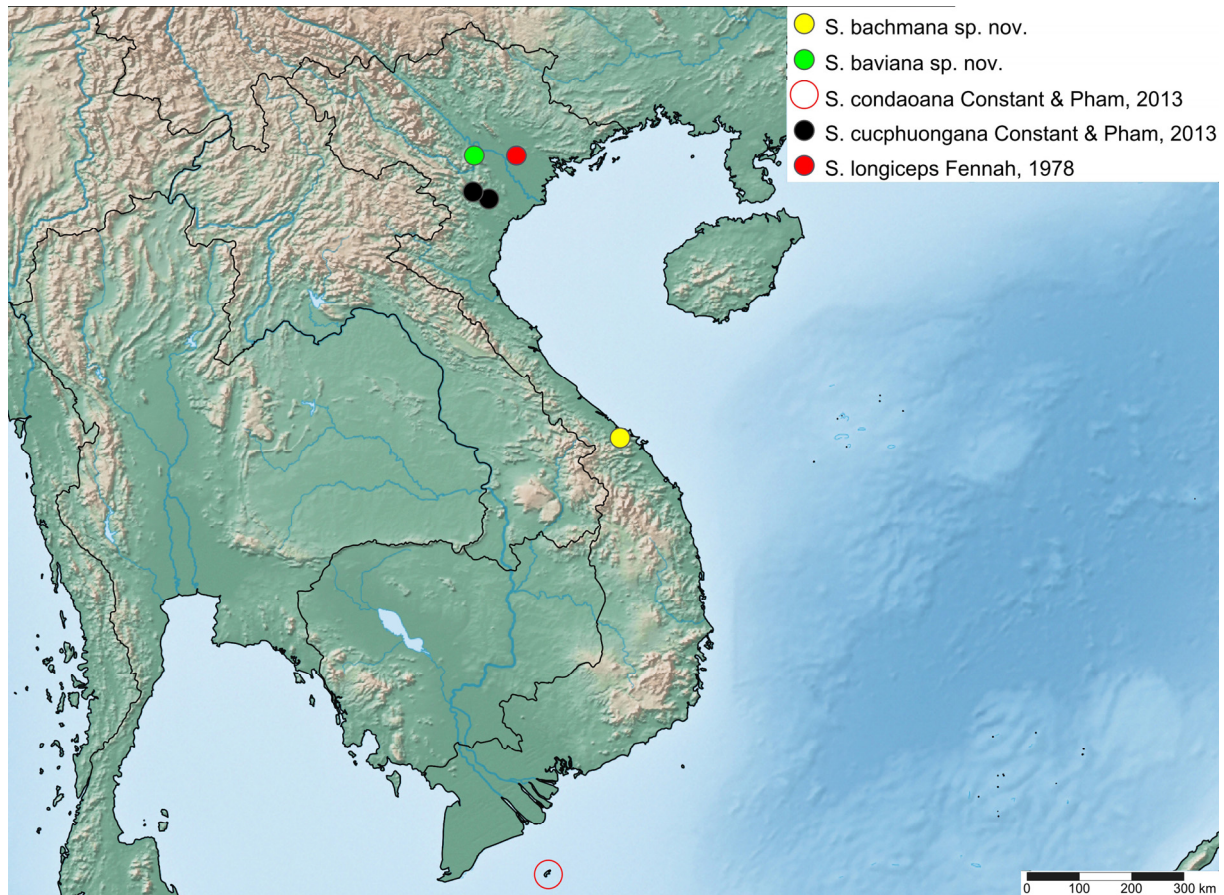 S. bachmana sp. nov.
S. baviana sp. nov.
S. condaoana Constant & Pham, 2013
S. cucphuongana Constant & Pham, 2013
S. longiceps Fennah, 1978
0 100 200 300 km